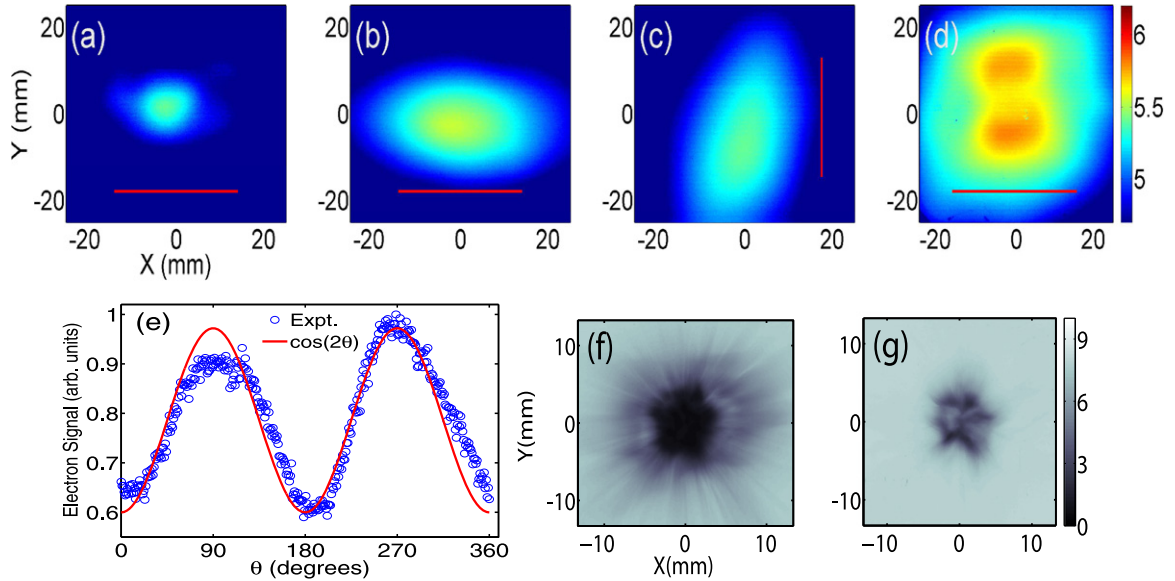 (a)
(b)
(c)
(d)
Y (mm)
20
0
-20
-20 0 20
X (mm)
-20 0 20
-20 0 20
-20 0 20
6
5.5
5
(e)
Expt.
cos(2θ)
Electron Signal (arb. units)
1
0.9
0.8
0.7
0.6
0 90 180 270 360
θ (degrees)
(f)
Y(mm)
10
0
-10
−10 0 10
X(mm)
(g)
10
0
-10
−10 0 10
9
6
3
0